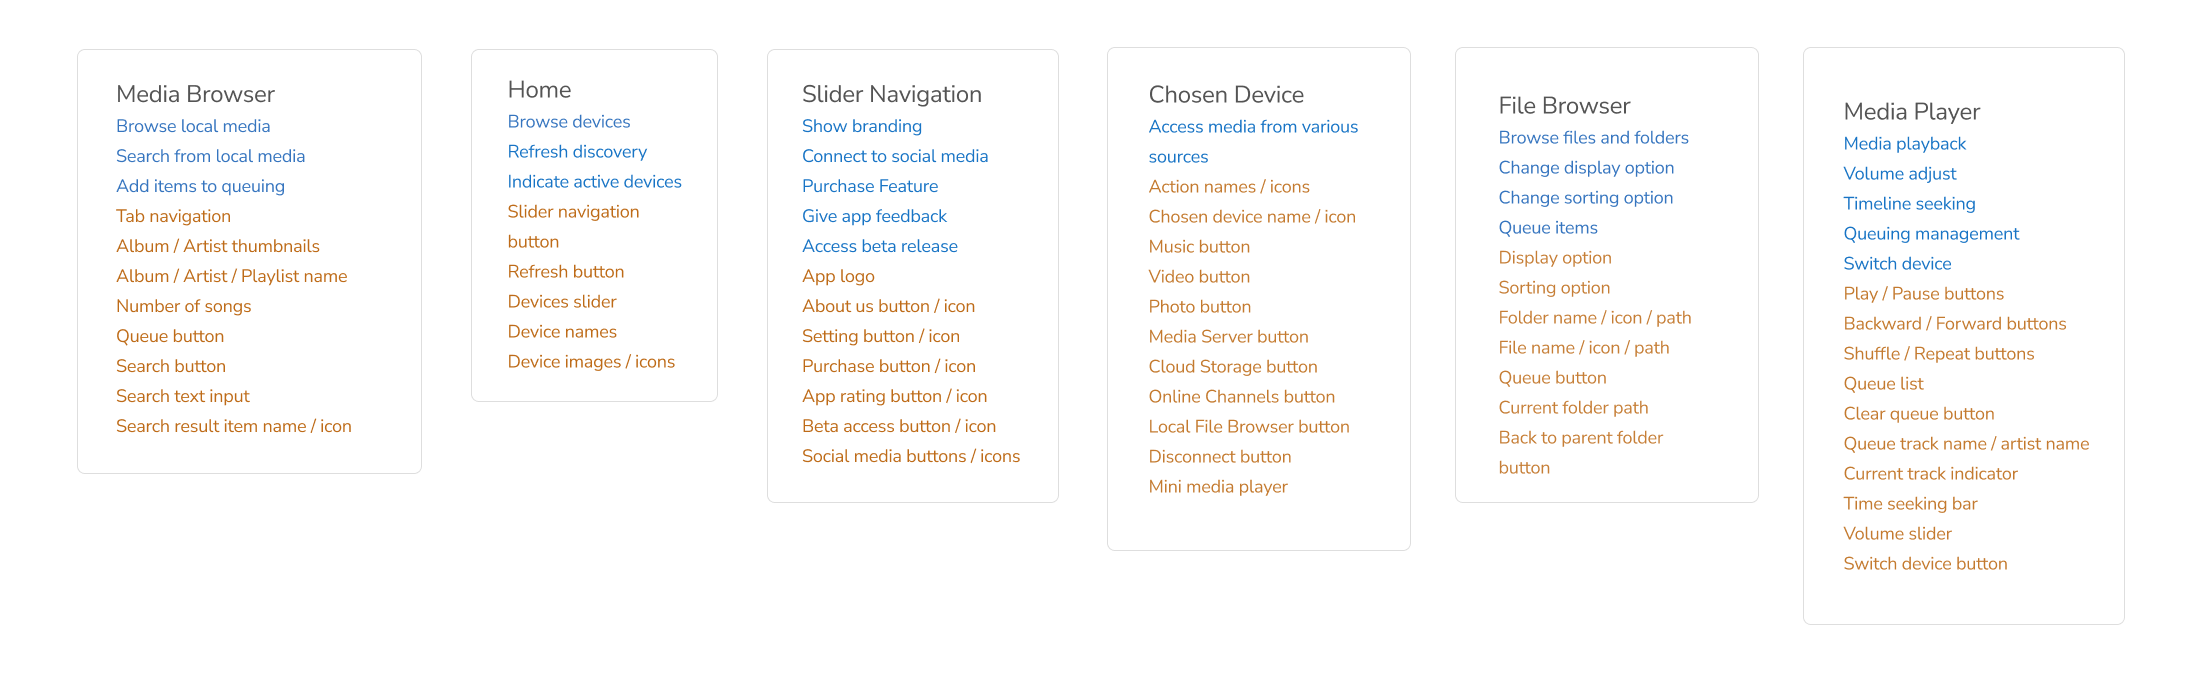 Media Browser
Browse local media
Search from local media
Add items to queuing
Tab navigation
Album / Artist thumbnails
Album / Artist / Playlist name
Number of songs
Queue button
Search button
Search text input
Search result item name / icon
Home
Browse devices
Refresh discovery
Indicate active devices
Slider navigation
button
Refresh button
Devices slider
Device names
Device images / icons
Slider Navigation
Show branding
Connect to social media
Purchase Feature
Give app feedback
Access beta release
App logo
About us button / icon
Setting button / icon
Purchase button / icon
App rating button / icon
Beta access button / icon
Social media buttons / icons
Chosen Device
Access media from various
sources
Action names / icons
Chosen device name / icon
Music button
Video button
Photo button
Media Server button
Cloud Storage button
Online Channels button
Local File Browser button
Disconnect button
Mini media player
File Browser
Browse files and folders
Change display option
Change sorting option
Queue items
Display option
Sorting option
Folder name / icon / path
File name / icon / path
Queue button
Current folder path
Back to parent folder
button
Media Player
Media playback
Volume adjust
Timeline seeking
Queuing management
Switch device
Play / Pause buttons
Backward / Forward buttons
Shuffle / Repeat buttons
Queue list
Clear queue button
Queue track name / artist name
Current track indicator
Time seeking bar
Volume slider
Switch device button